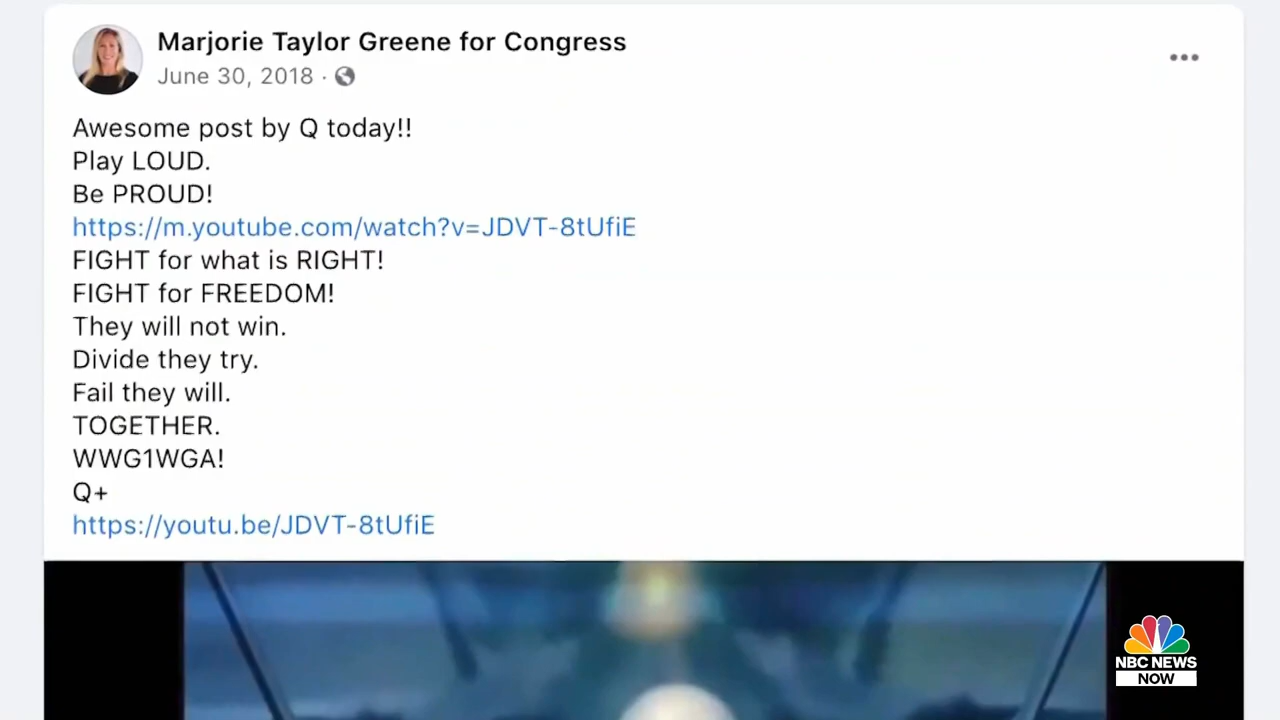 Marjorie Taylor Greene for Congress
June 30, 2018 ·
Awesome post by Q today!!
Play LOUD.
Be PROUD!
https://m.youtube.com/watch?v=JDVT-8tUfiE
FIGHT for what is RIGHT!
FIGHT for FREEDOM!
They will not win.
Divide they try.
Fail they will.
TOGETHER.
WWG1WGA!
Q+
https://youtu.be/JDVT-8tUfiE
NBC NEWS
NOW